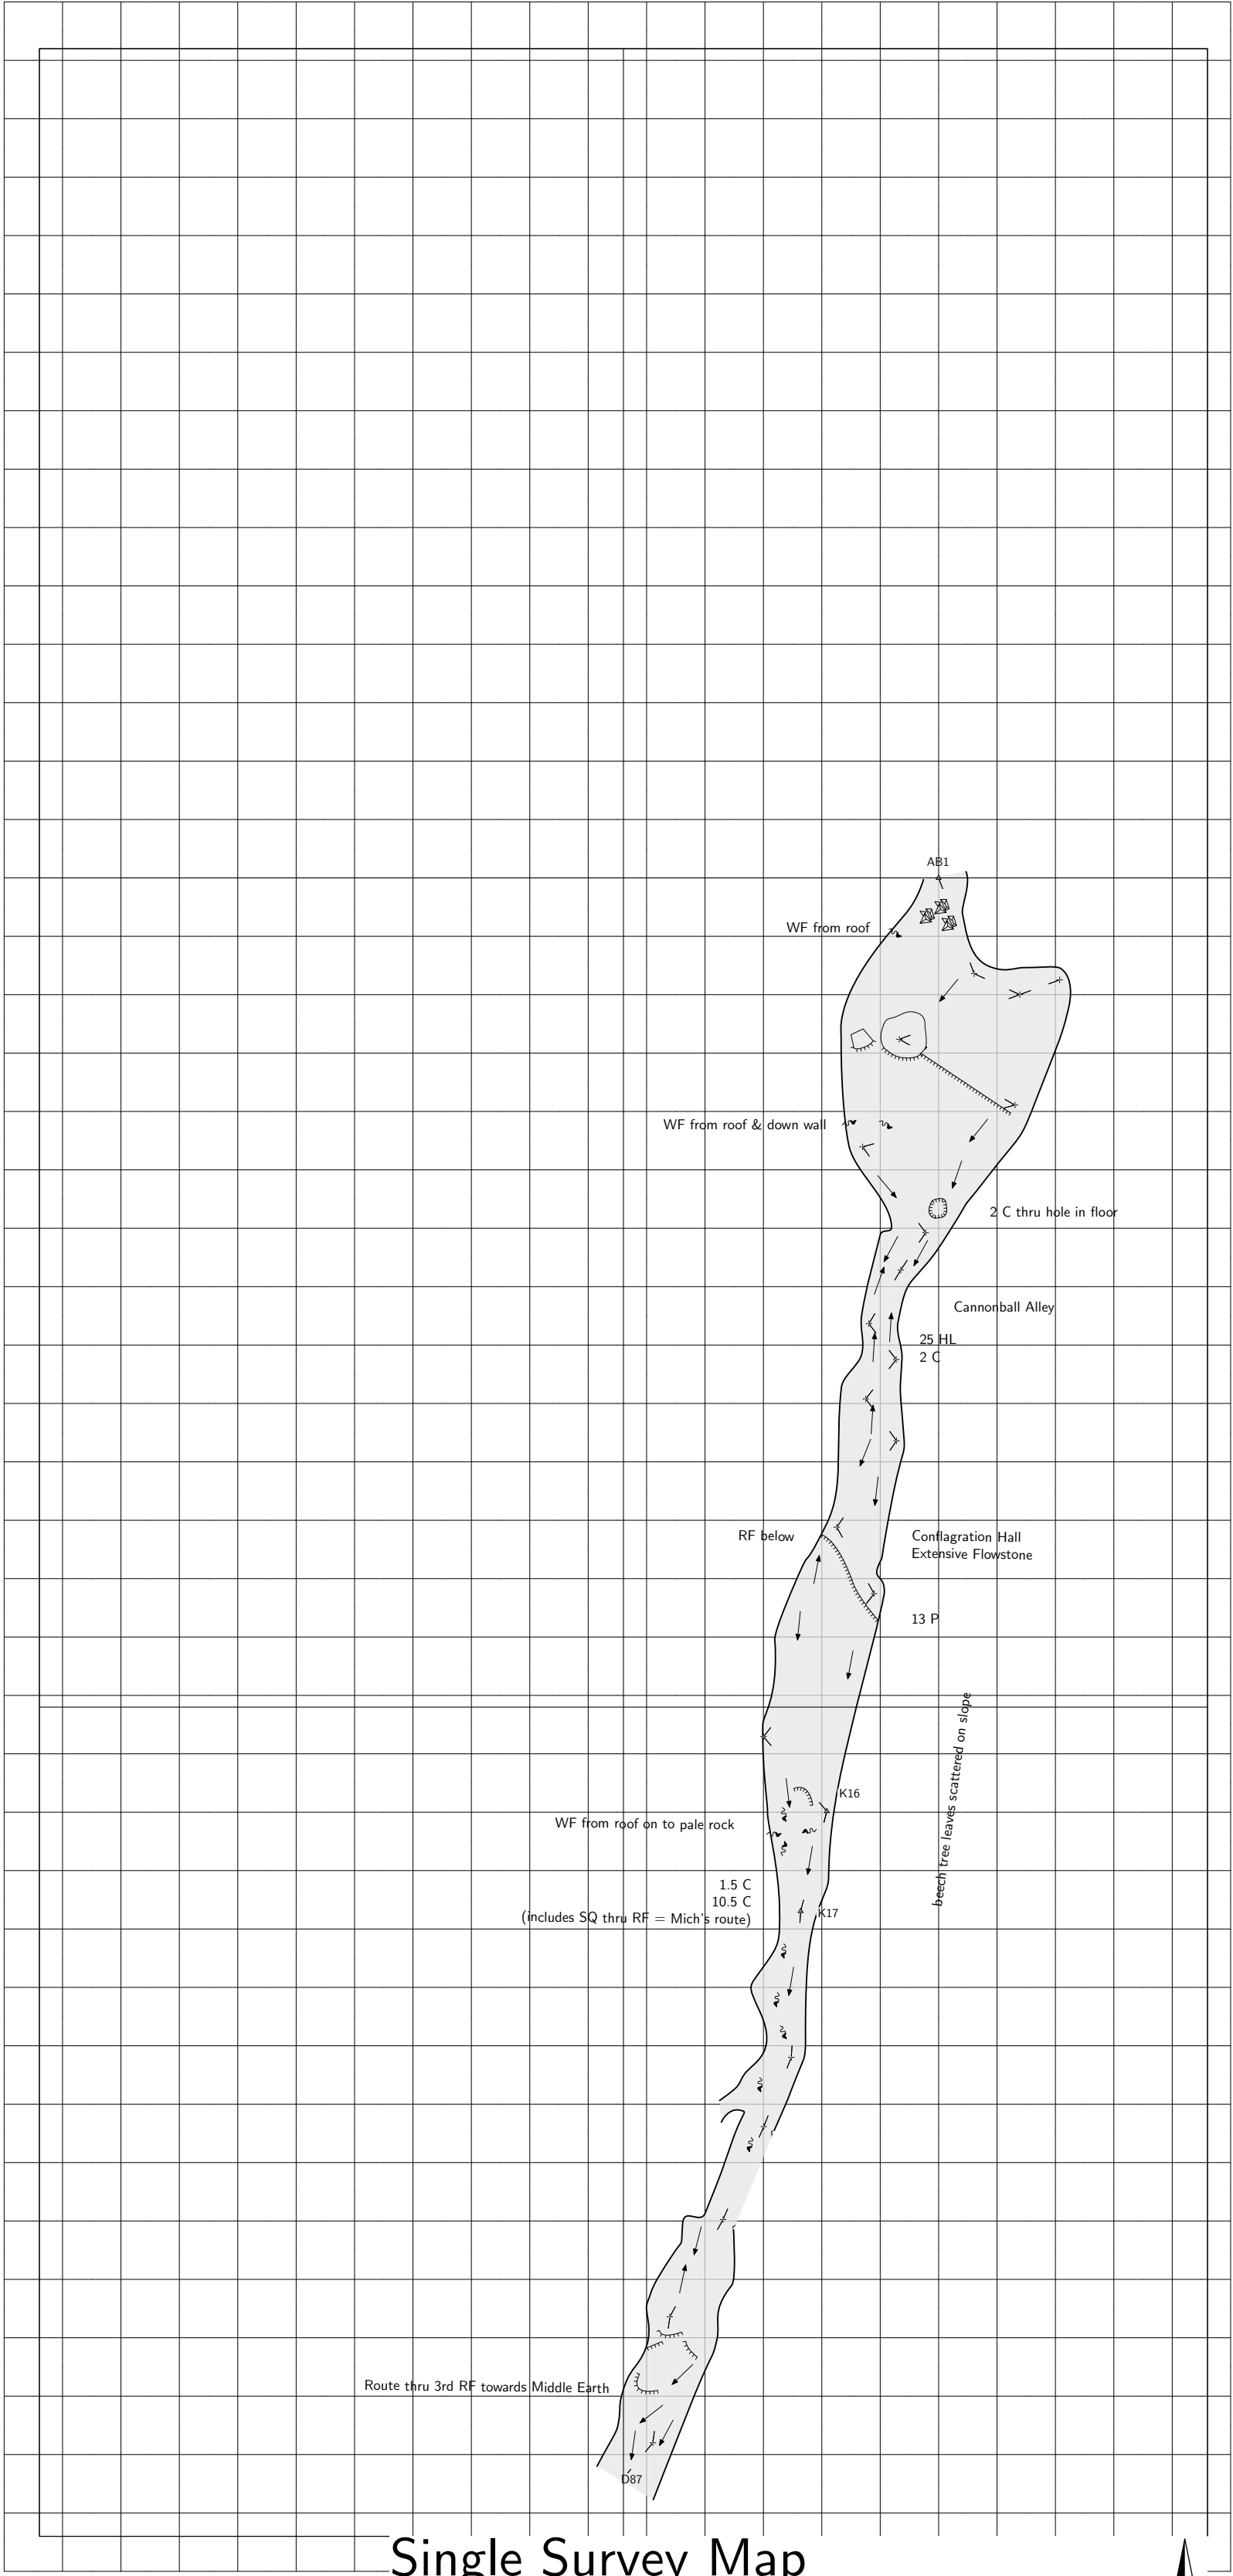 AB1
WF from roof
WF from roof & down wall
2 C thru hole in floor
Cannonball Alley
25 HL
2 C
RF below
Conflagration Hall
Extensive Flowstone
13 P
beech tree leaves scattered on slope
K16
WF from roof on to pale rock
1.5 C
10.5 C
(includes SQ thru RF = Mich's route)
K17
Route thru 3rd RF towards Middle Earth
D87
Single Survey Map